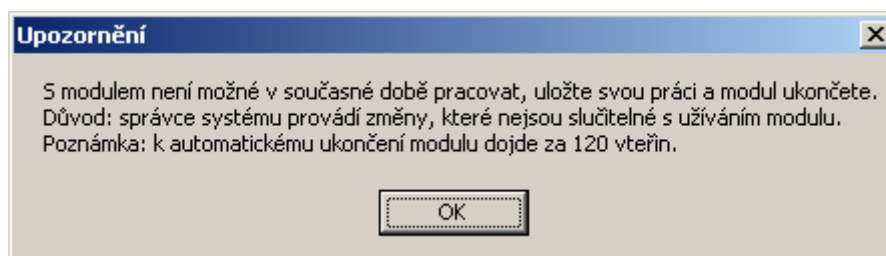 Upozornění
S modulem není možné v současné době pracovat, uložte svou práci a modul ukončete.
Důvod: správce systému provádí změny, které nejsou slučitelné s užíváním modulu.
Poznámka: k automatickému ukončení modulu dojde za 120 vteřin.
OK